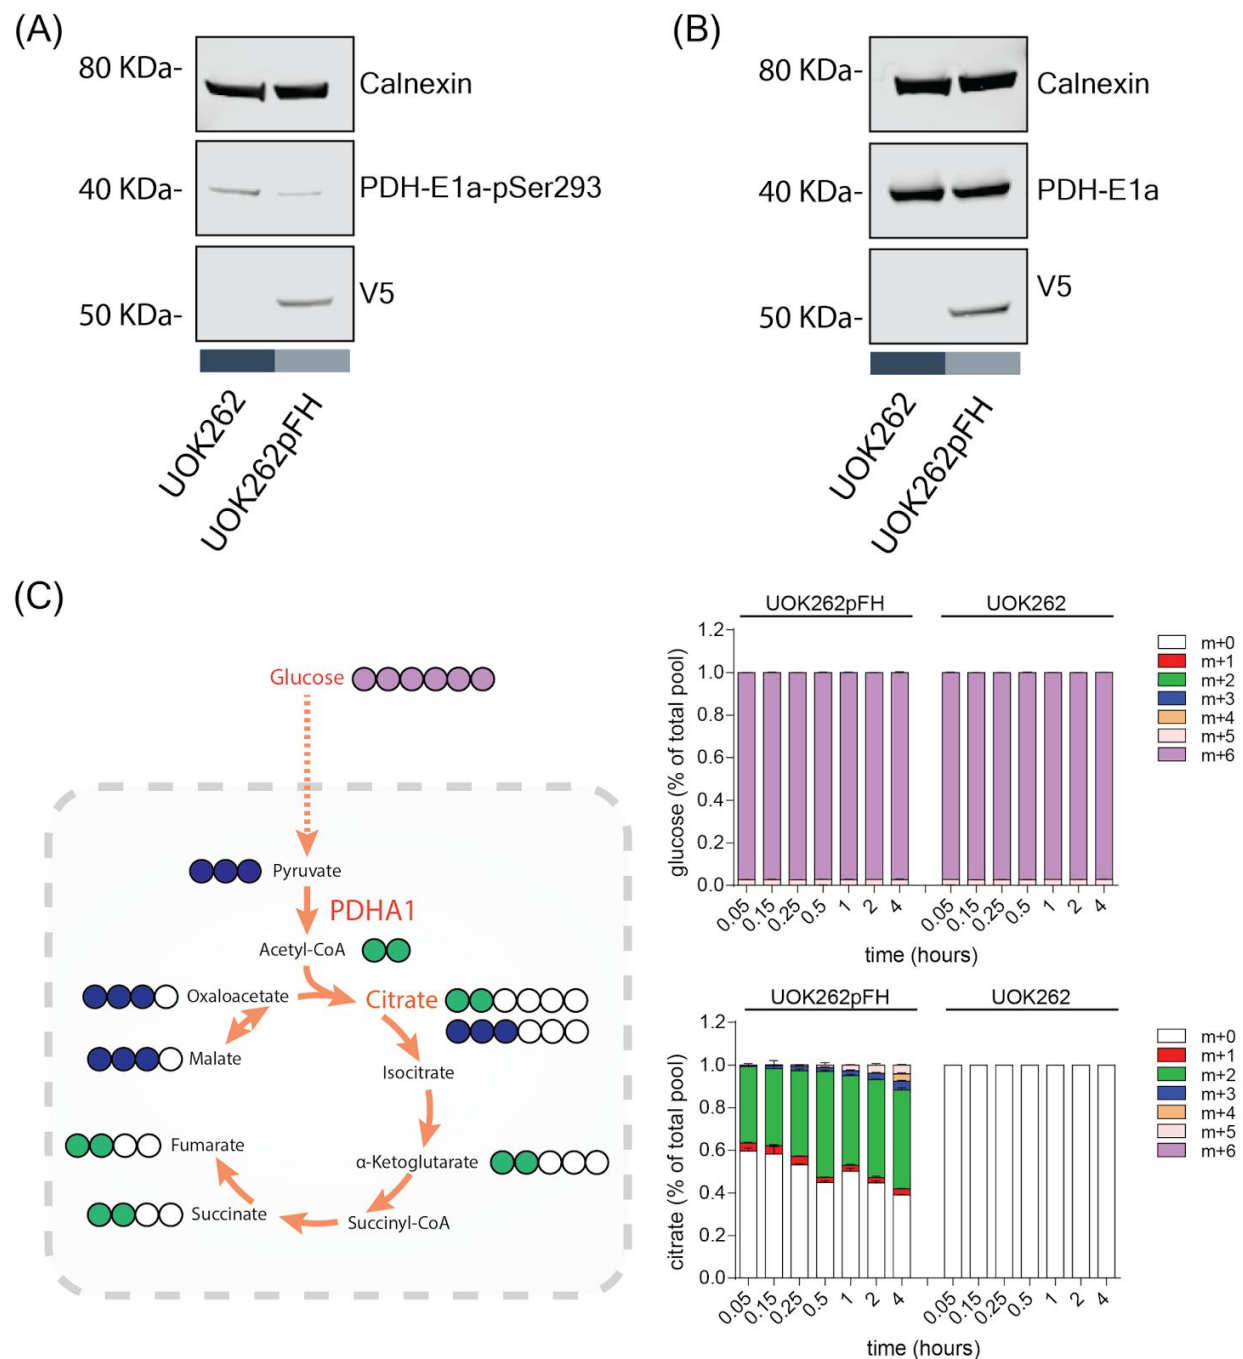 (A)
80 KDa-
Calnexin
40 KDa-
PDH-E1a-pSer293
V5
50 KDa-
UOK262
UOK262pFH
(B)
80 KDa-
Calnexin
40 KDa-
PDH-E1a
V5
50 KDa-
UOK262
UOK262pFH
(C)
Glucose
Pyruvate
PDHA1
Acetyl-CoA
Oxaloacetate
Citrate
Malate
Isocitrate
Fumarate
α-Ketoglutarate
Succinate
Succinyl-CoA
UOK262pFH
UOK262
glucose (% of total pool)
1.2
1.0
0.8
0.6
0.4
0.2
0.0
0.05
0.15
0.25
0.5
1
2
4
0.05
0.15
0.25
0.5
1
2
4
time (hours)
m+0
m+1
m+2
m+3
m+4
m+5
m+6
UOK262pFH
UOK262
citrate (% of total pool)
1.2
1.0
0.8
0.6
0.4
0.2
0.0
0.05
0.15
0.25
0.5
1
2
4
0.05
0.15
0.25
0.5
1
2
4
time (hours)
m+0
m+1
m+2
m+3
m+4
m+5
m+6